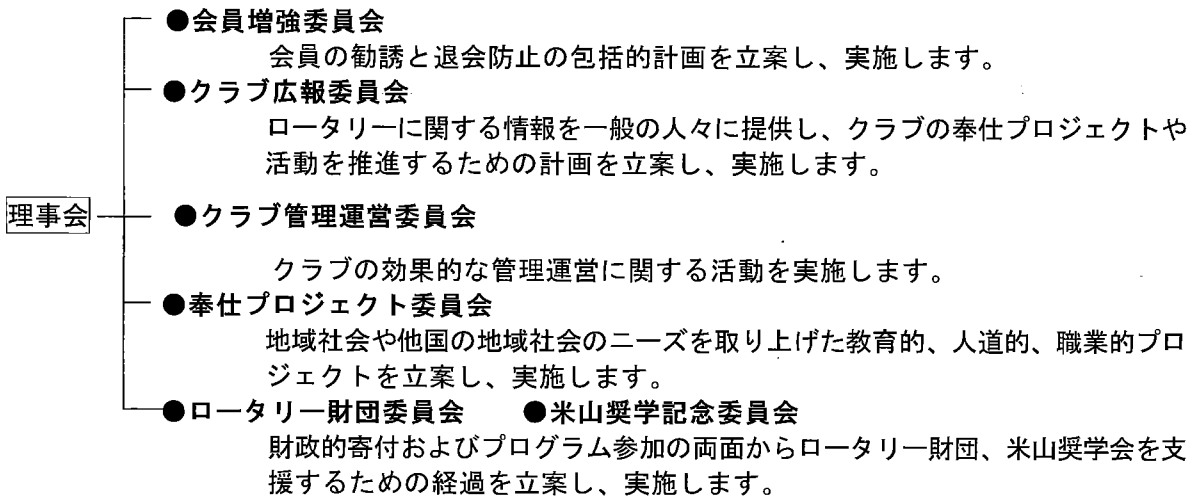 ●会員増強委員会
会員の勧誘と退会防止の包括的計画を立案し、実施します。
●クラブ広報委員会
ロータリーに関する情報を一般の人々に提供し、クラブの奉仕プロジェクトや
活動を推進するための計画を立案し、実施します。
理事会
●クラブ管理運営委員会
クラブの効果的な管理運営に関する活動を実施します。
●奉仕プロジェクト委員会
地域社会や他国の地域社会のニーズを取り上げた教育的、人道的、職業的プロ
ジェクトを立案し、実施します。
●ロータリー財団委員会 ●米山奨学記念委員会
財政的寄付およびプログラム参加の両面からロータリー財団、米山奨学会を支
援するための経過を立案し、実施します。